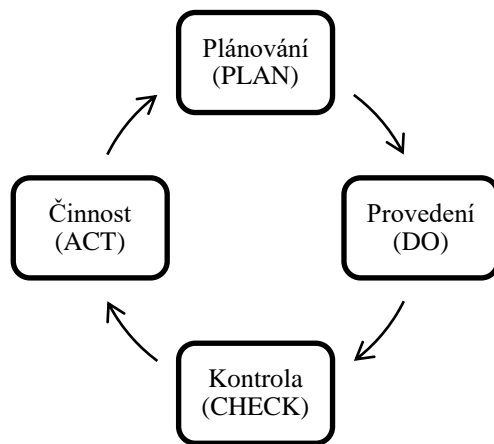 Plánování
(PLAN)
Činnost
(ACT)
Provedení
(DO)
Kontrola
(CHECK)